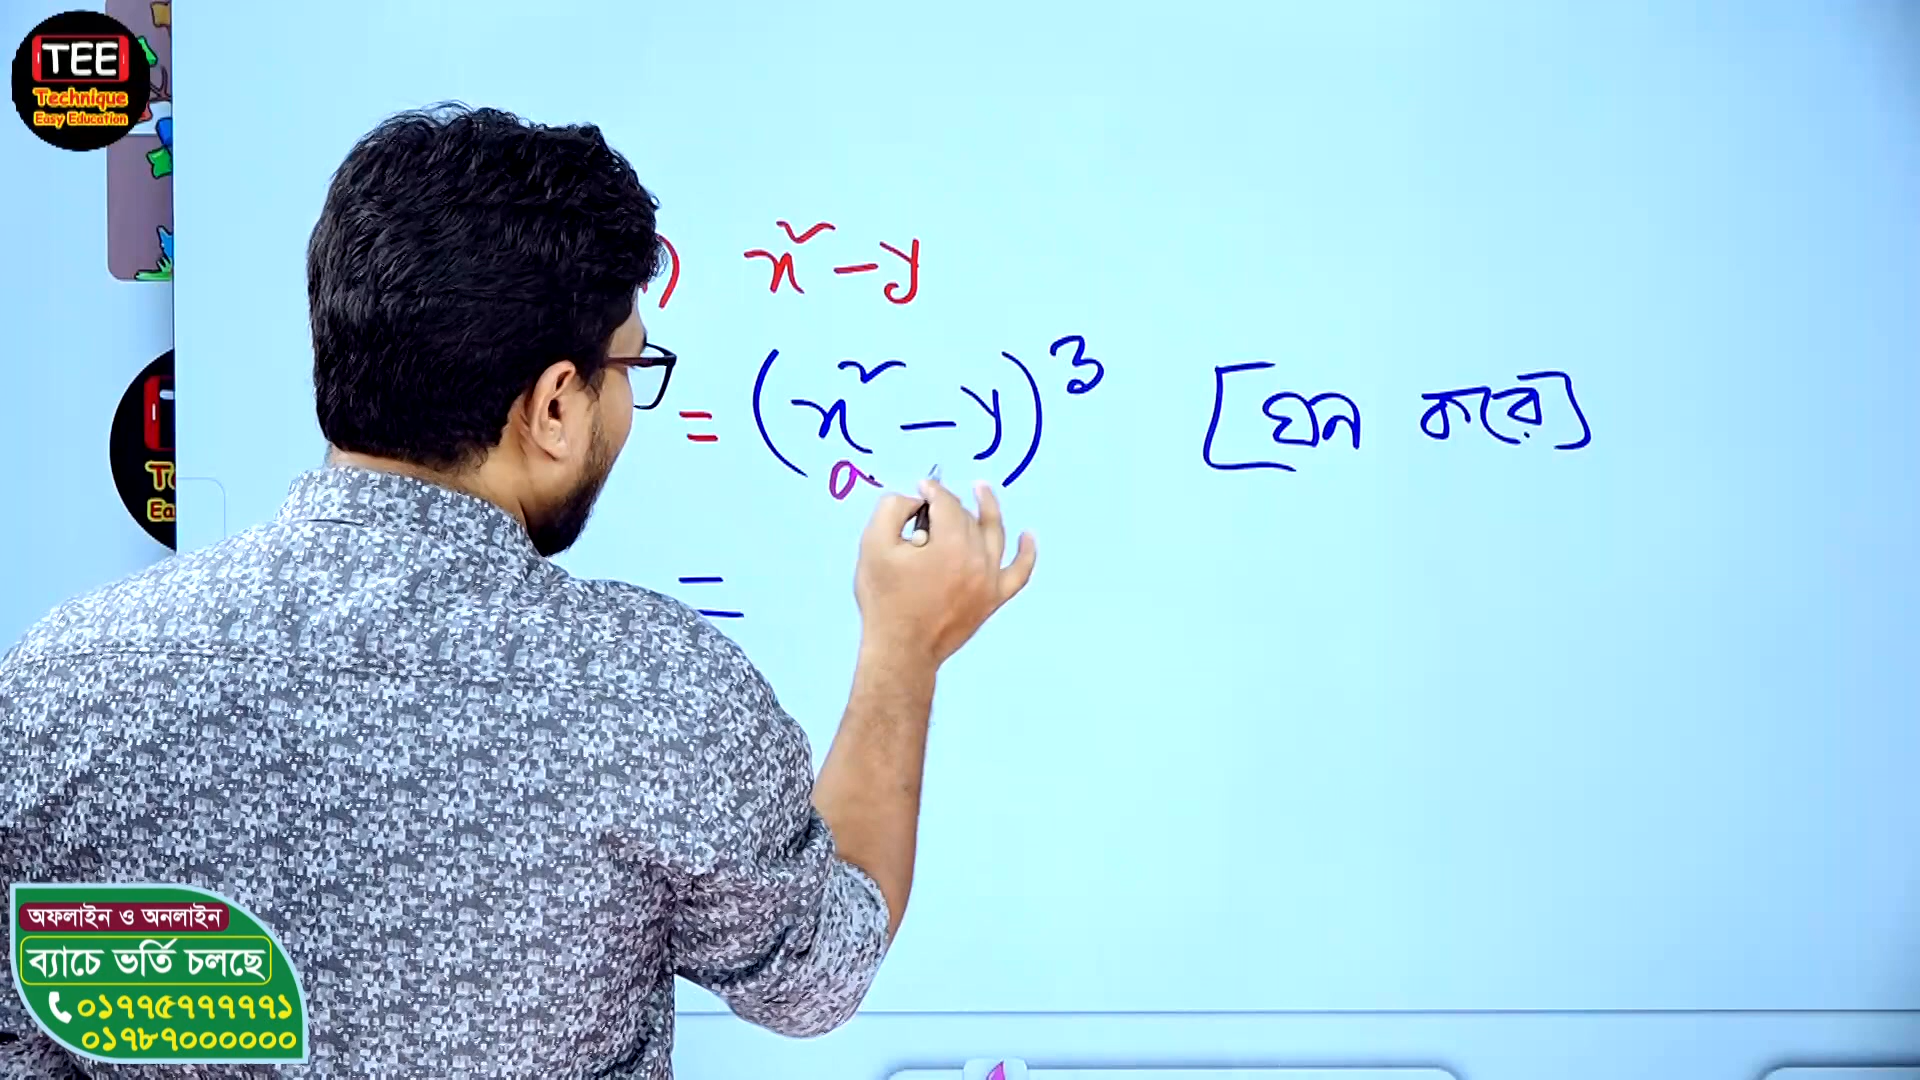 TEE
Technique
Easy Education
) x² - y
= (x² - y)³ [ঘন করে]
a
=
অফলাইন ও অনলাইন
ব্যাচে ভর্তি চলছে
০১৭৭৫৭৭৭৭৭১
০১৭৮৭০০০০০০